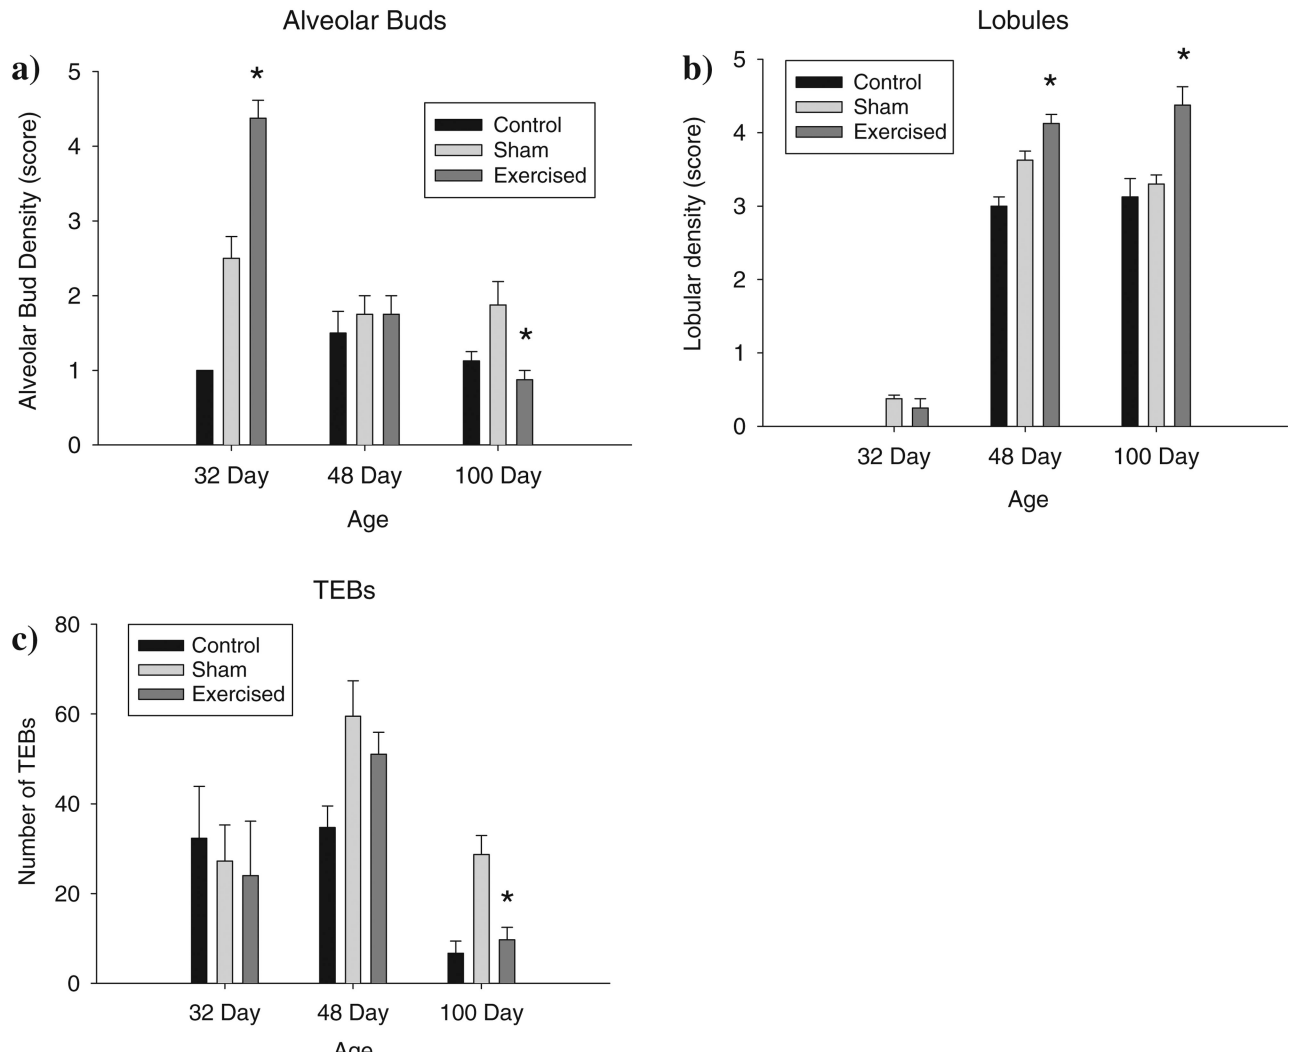 Alveolar Buds
a)
5
4
3
2
1
0
Alveolar Bud Density (score)
*
*
Control
Sham
Exercised
32 Day 48 Day 100 Day
Age
Lobules
b)
5
4
3
2
1
0
Lobular density (score)
Control
Sham
Exercised
*
*
32 Day 48 Day 100 Day
Age
TEBs
c)
80
60
40
20
0
Number of TEBs
Control
Sham
Exercised
*
32 Day 48 Day 100 Day
Age